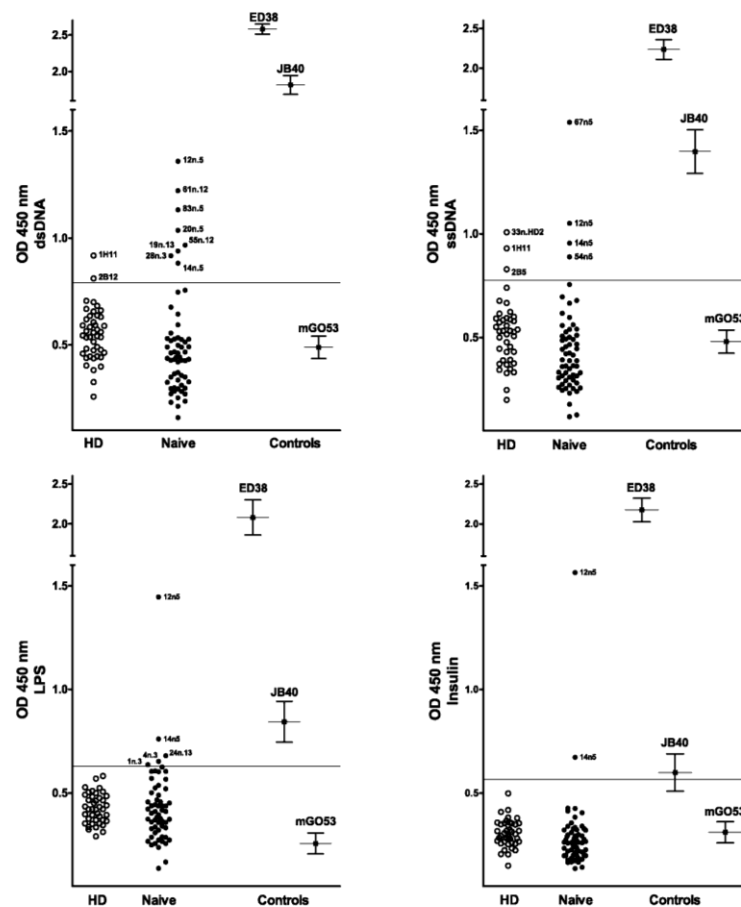 ED38
2.5
JB40
2.0
1.5
12n.5
61n.12
83n.5
20n.5
1.0
19n.13
55n.12
1H11
28n.3
14n.5
2B12
mGO53
0.5
HD Naive Controls
OD 450 nm
dsDNA
ED38
2.5
2.0
67n5
JB40
1.5
33n.HD2
12n5
1.0
1H11
14n5
54n5
2B5
mGO53
0.5
HD Naive Controls
OD 450 nm
ssDNA
ED38
2.5
2.0
1.5
12n5
1.0
JB40
14n5
4n.3
24n.13
1n.3
0.5
mGO53
HD Naive Controls
OD 450 nm
LPS
ED38
2.5
2.0
1.5
12n5
1.0
JB40
14n5
0.5
mGO53
HD Naive Controls
OD 450 nm
Insulin